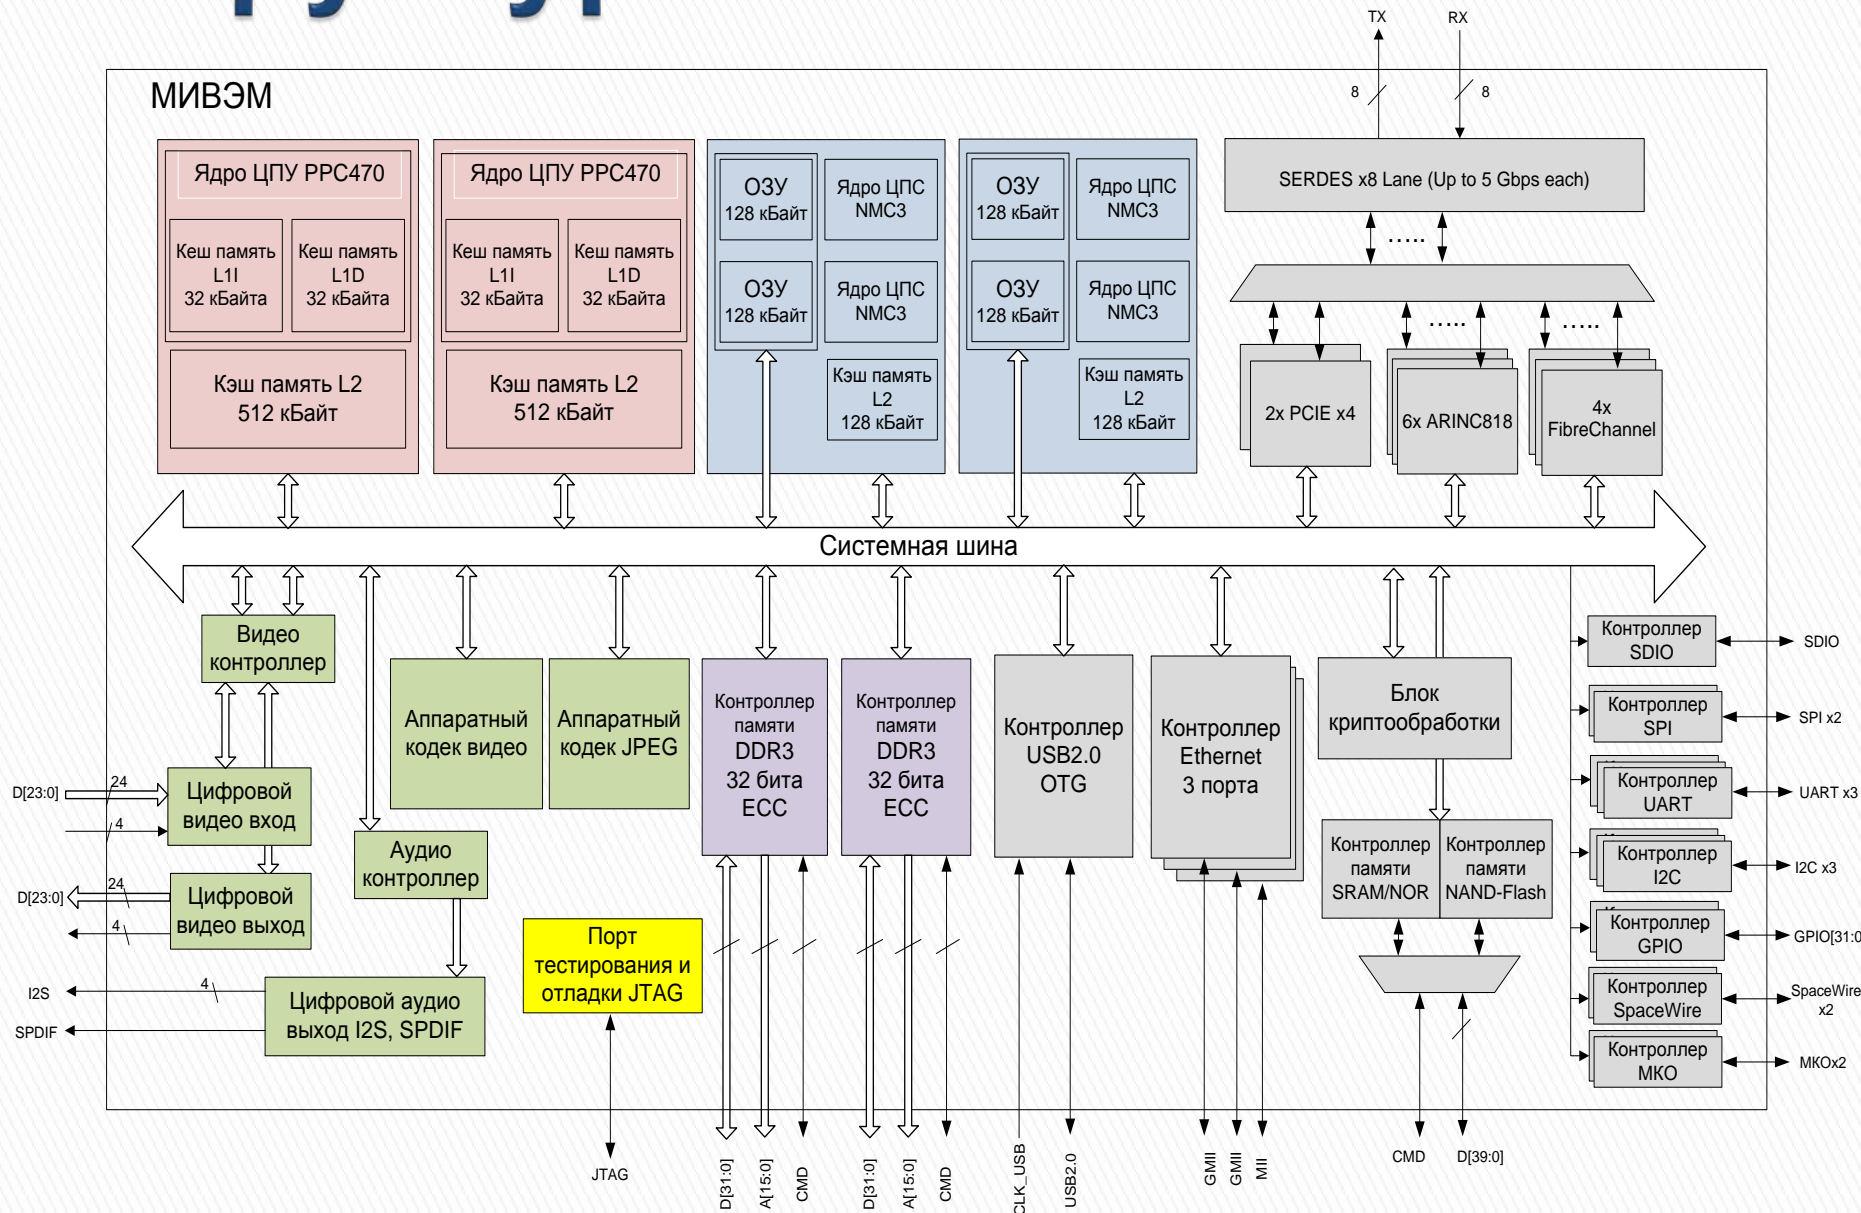 TX
RX
8
8
МИВЭМ
Ядро ЦПУ PPC470
Кеш память
L1I
32 кБайта
Кеш память
L1D
32 кБайта
Кэш память L2
512 кБайт
Ядро ЦПУ PPC470
Кеш память
L1I
32 кБайта
Кеш память
L1D
32 кБайта
Кэш память L2
512 кБайт
ОЗУ
128 кБайт
Ядро ЦПС
NMC3
ОЗУ
128 кБайт
Ядро ЦПС
NMC3
Кэш память
L2
128 кБайт
ОЗУ
128 кБайт
Ядро ЦПС
NMC3
ОЗУ
128 кБайт
Ядро ЦПС
NMC3
Кэш память
L2
128 кБайт
SERDES x8 Lane (Up to 5 Gbps each)
.....
.....
.....
2x PCIE x4
6x ARINC818
4x
FibreChannel
Системная шина
Видео
контроллер
Аппаратный
кодек видео
Аппаратный
кодек JPEG
Контроллер
памяти
DDR3
32 бита
ECC
Контроллер
памяти
DDR3
32 бита
ECC
Контроллер
USB2.0
OTG
Контроллер
Ethernet
3 порта
Блок
криптообработки
Контроллер
памяти
SRAM/NOR
Контроллер
памяти
NAND-Flash
Контроллер
SDIO
SDIO
Контроллер
SPI
SPI x2
Контроллер
UART
UART x3
Контроллер
I2C
I2C x3
Контроллер
GPIO
GPIO[31:0
Контроллер
SpaceWire
SpaceWire
x2
Контроллер
МКО
МКОx2
D[23:0]
24
4
Цифровой
видео вход
D[23:0]
24
4
Цифровой
видео выход
Аудио
контроллер
I2S
4
SPDIF
Цифровой аудио
выход I2S, SPDIF
Порт
тестирования и
отладки JTAG
JTAG
D[31:0]
A[15:0]
CMD
D[31:0]
A[15:0]
CMD
CLK_USB
USB2.0
GMII
GMII
MII
CMD
D[39:0]